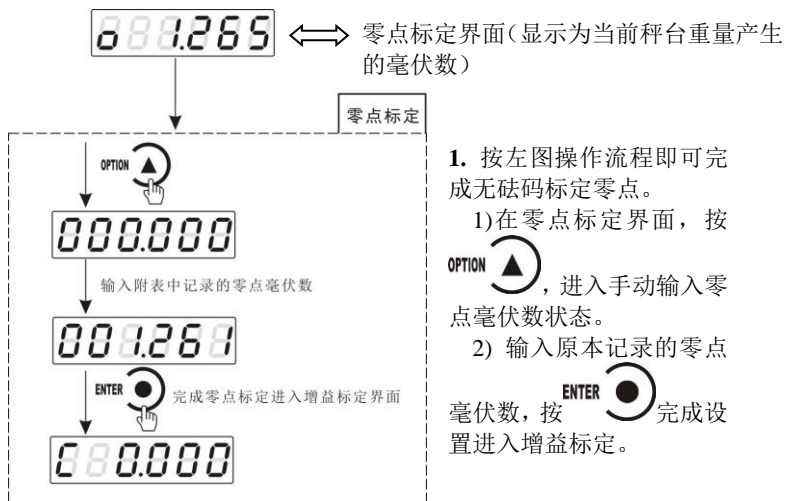 o 1.265
零点标定界面（显示为当前秤台重量产生
的毫伏数）
零点标定
OPTION
000.000
输入附表中记录的零点毫伏数
001.261
ENTER
完成零点标定进入增益标定界面
C 0.000
1. 按左图操作流程即可完
成无砝码标定零点。
1)在零点标定界面，按
OPTION
，进入手动输入零
点毫伏数状态。
2) 输入原本记录的零点
ENTER
毫伏数，按 完成设
置进入增益标定。